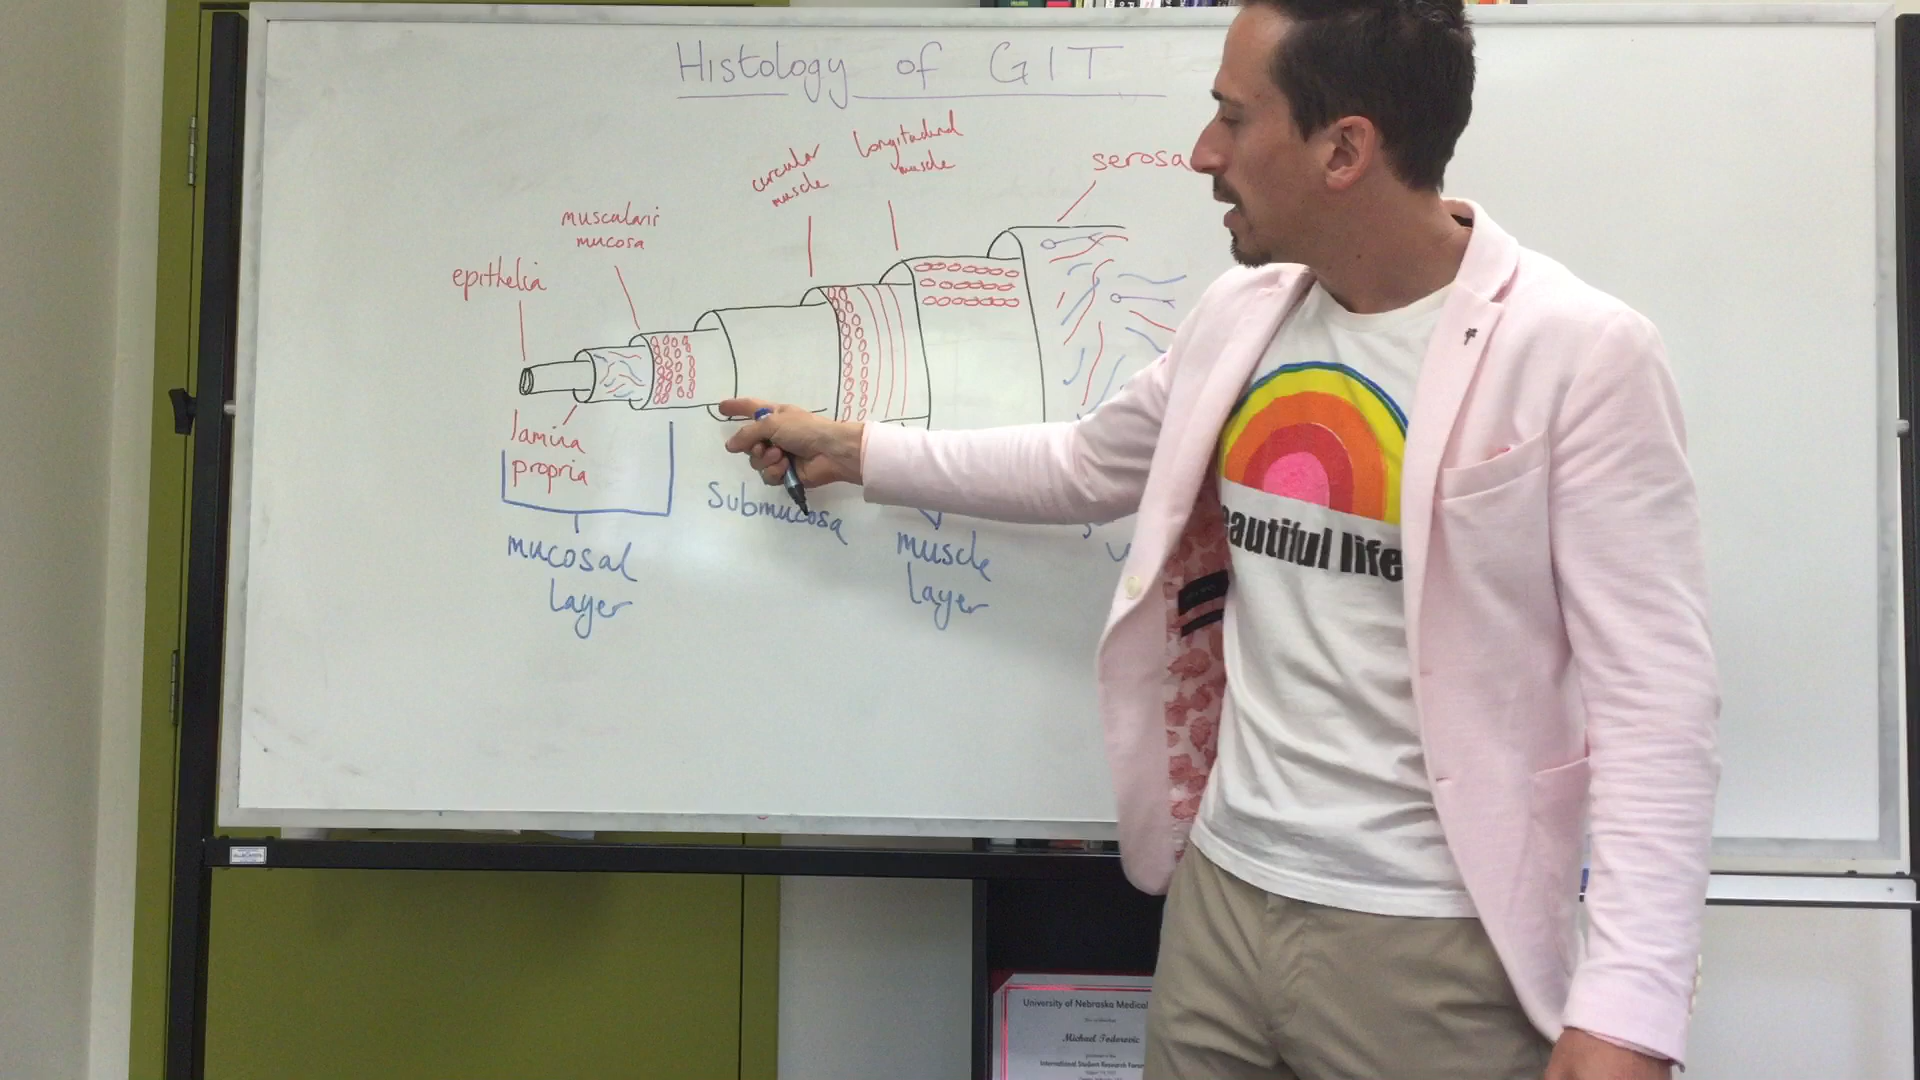 Histology of GIT
circular
muscle
longitudinal
muscle
serosa
muscularis
mucosa
epithelia
lamina
propria
mucosal
layer
Submucosa
muscle
layer
eautiful life
University of Nebraska Medical
Michael Todorovic
International Student Research Forum